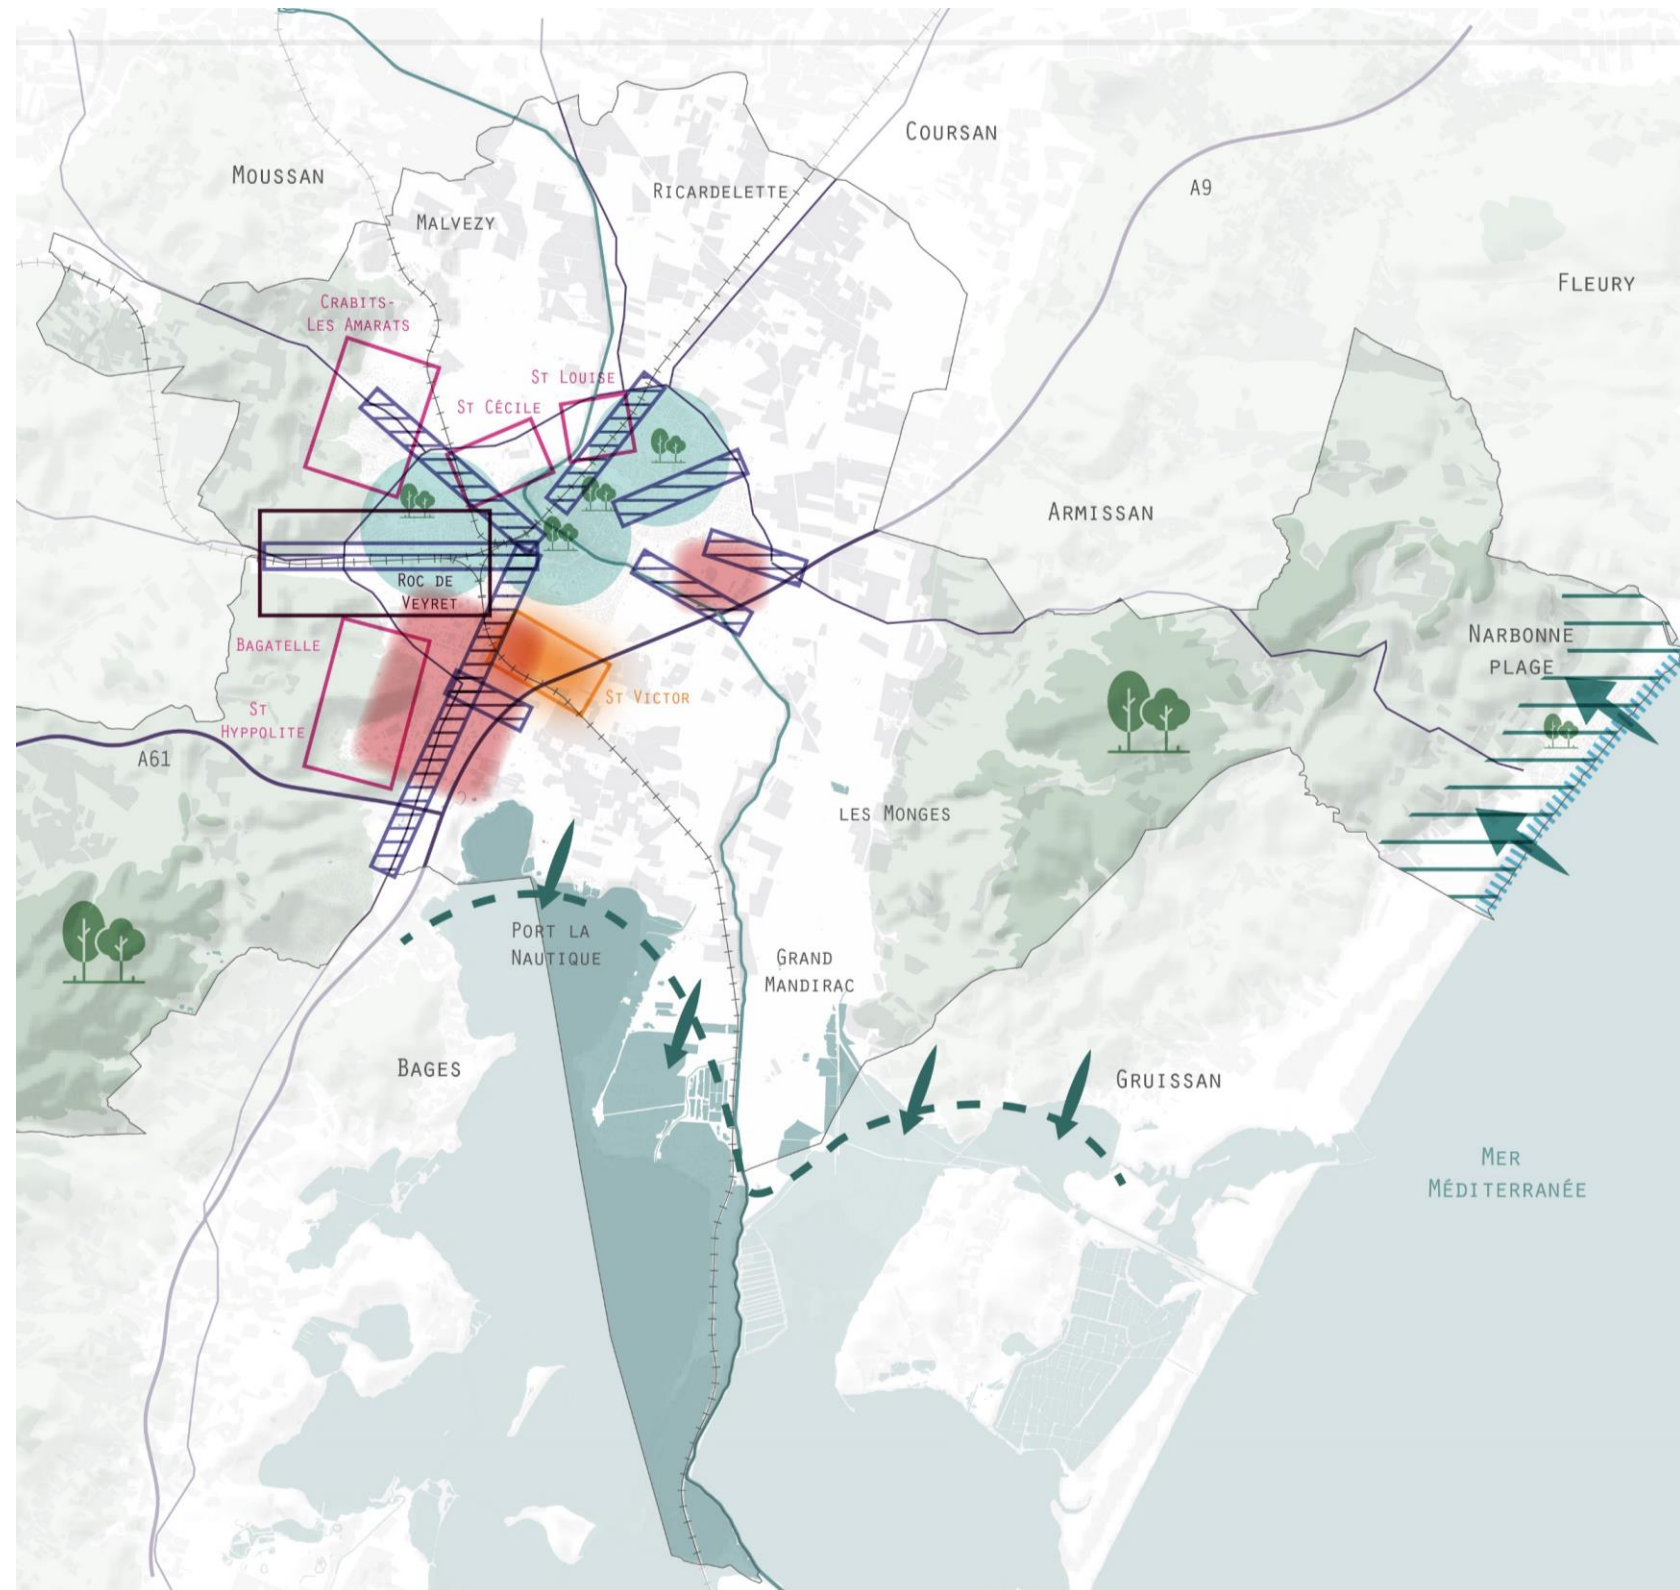 Coursan
Moussan
A9
Ricardelette
Malvezy
Fleury
Crabits-
Les Amarats
St Louise
St Cécile
Armissan
Roc de
Veyret
Narbonne
Plage
Bagatelle
St Victor
St
Hyppolite
A61
Les Monges
Port la
Nautique
Grand
Mandirac
Bages
Gruissan
Mer
Méditerranée